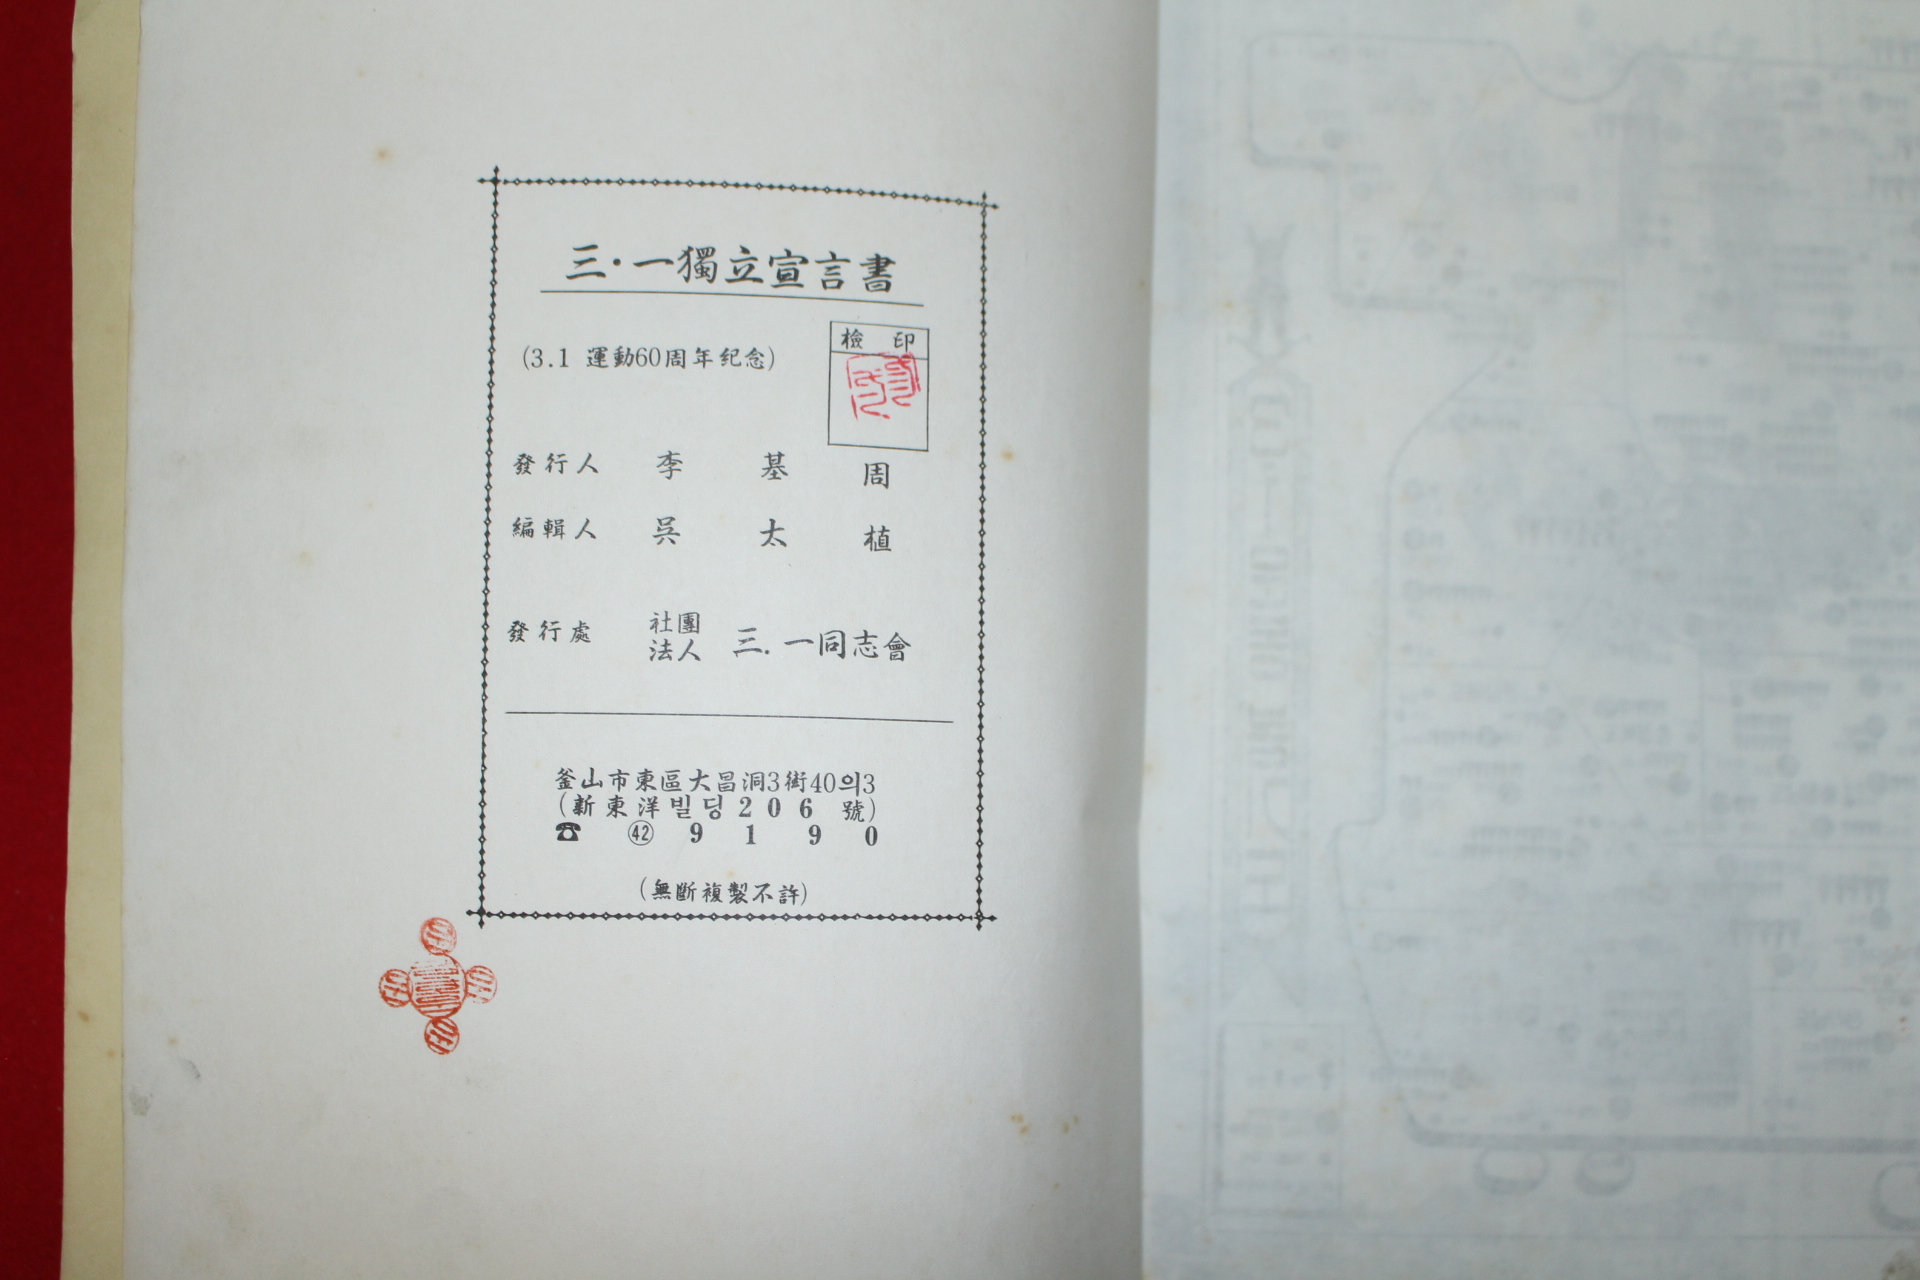 三·一獨立宣言書
(3.1 運動60周年紀念)
檢 印
發行人 李 基 周
編輯人 吳 太 植
發行處 社團法人 三.一同志會
釜山市東區大昌洞3街40의3
(新東洋빌딩206號)
☎ ㊷ 9 1 9 0
(無斷複製不許)